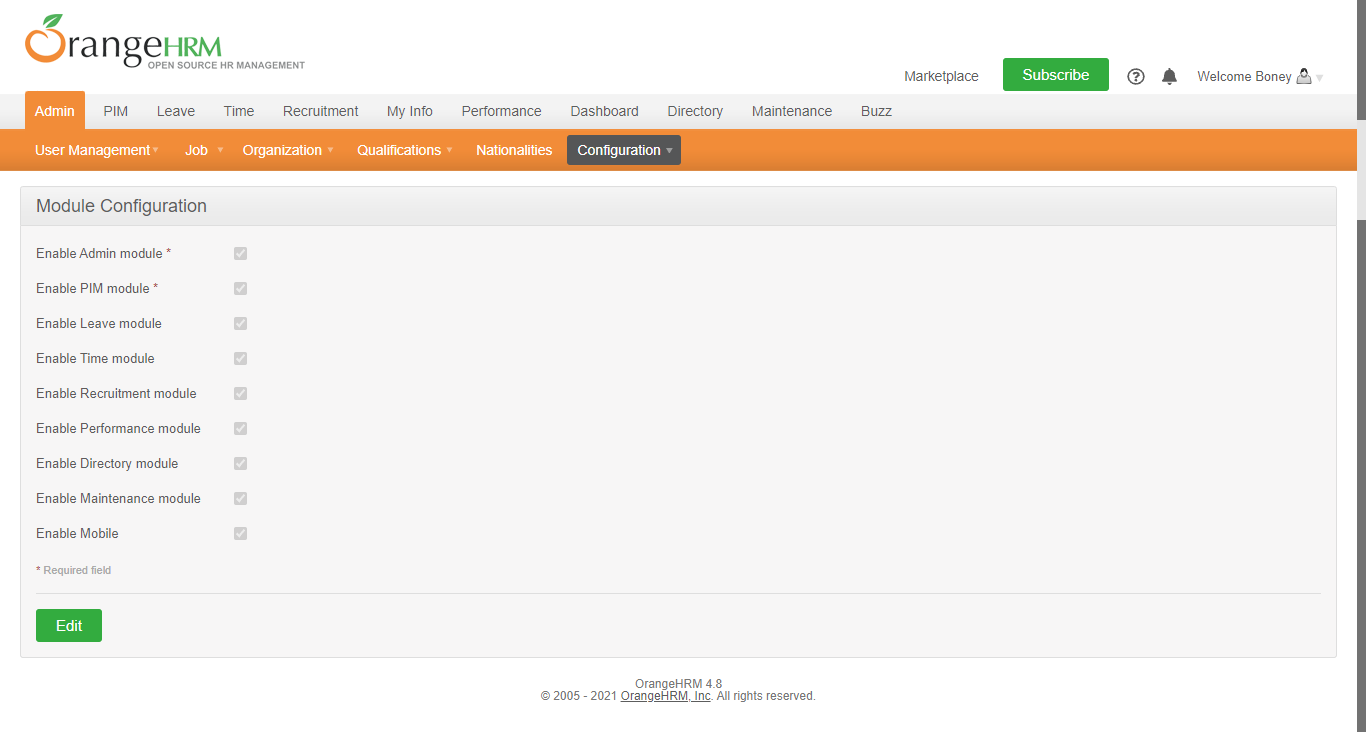 OrangeHRM
OPEN SOURCE HR MANAGEMENT
Marketplace Subscribe ? Welcome Boney
Admin PIM Leave Time Recruitment My Info Performance Dashboard Directory Maintenance Buzz
User Management Job Organization Qualifications Nationalities Configuration
Module Configuration
Enable Admin module *
Enable PIM module *
Enable Leave module
Enable Time module
Enable Recruitment module
Enable Performance module
Enable Directory module
Enable Maintenance module
Enable Mobile
* Required field
Edit
OrangeHRM 4.8
© 2005 - 2021 OrangeHRM, Inc. All rights reserved.